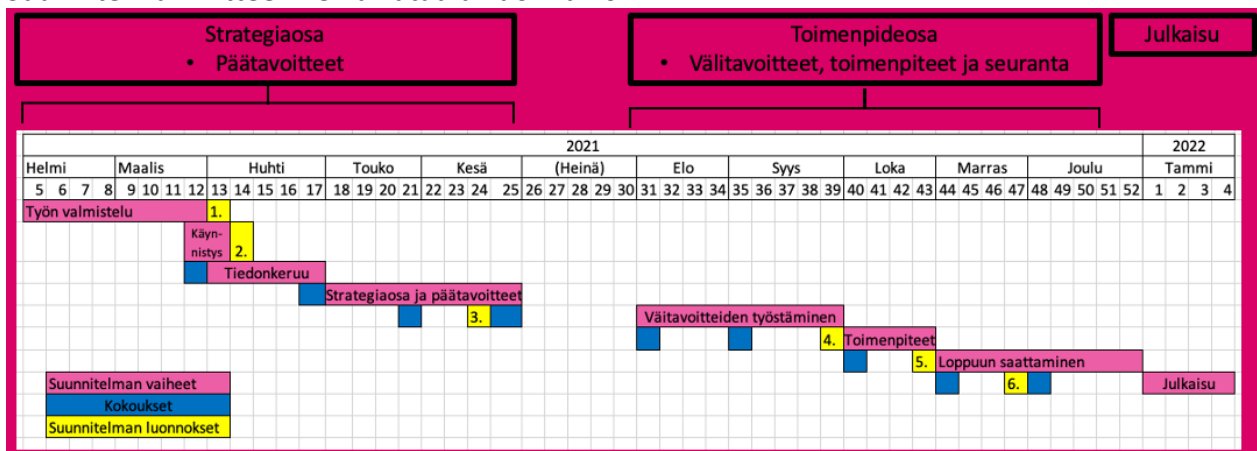 Strategiaosa
• Päätavoitteet
Toimenpideosa
• Välitavoitteet, toimenpiteet ja seuranta
Julkaisu
2021 2022
Helmi Maalis Huhti Touko Kesä (Heinä) Elo Syys Loka Marras Joulu Tammi
5 6 7 8 9 10 11 12 13 14 15 16 17 18 19 20 21 22 23 24 25 26 27 28 29 30 31 32 33 34 35 36 37 38 39 40 41 42 43 44 45 46 47 48 49 50 51 52 1 2 3 4
Työn valmistelu 1.
Käyn-
nistys 2.
Tiedonkeruu
Strategiaosa ja päätavoitteet
3. Väitavoitteiden työstäminen
4. Toimenpiteet
5. Loppuun saattaminen
Suunnitelman vaiheet 6. Julkaisu
Kokoukset
Suunnitelman luonnokset